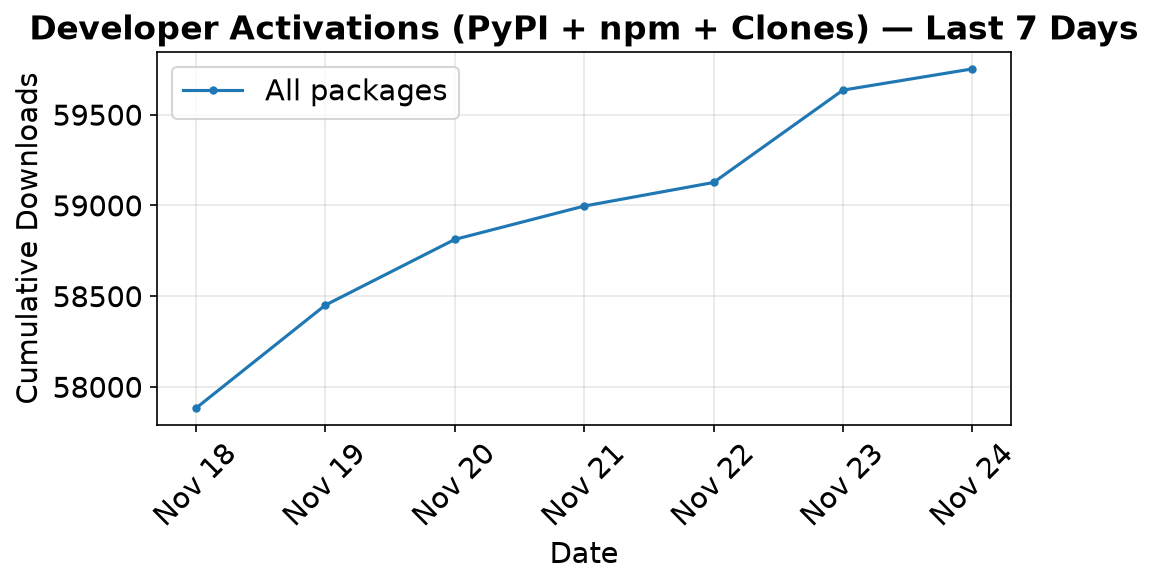 Developer Activations (PyPI + npm + Clones) — Last 7 Days
All packages
Cumulative Downloads
59500
59000
58500
58000
Nov 18
Nov 19
Nov 20
Nov 21
Nov 22
Nov 23
Nov 24
Date